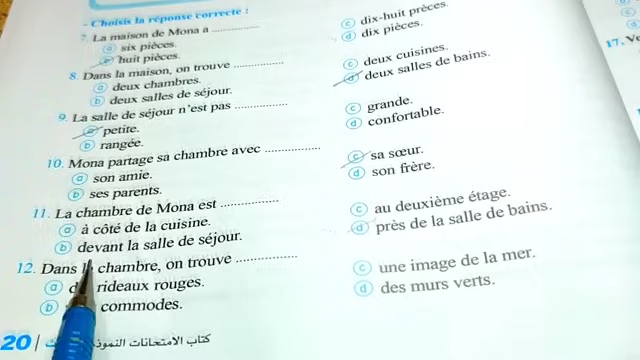 - Choisis la réponse correcte :
7. La maison de Mona a ..............
ⓐ six pièces.
ⓑ huit pièces.
ⓒ dix-huit prèces.
ⓓ dix pièces.
8. Dans la maison, on trouve ..............
ⓐ deux chambres.
ⓑ deux salles de séjour.
ⓒ deux cuisines.
ⓓ deux salles de bains.
9. La salle de séjour n'est pas ..............
ⓐ petite.
ⓑ rangée.
ⓒ grande.
ⓓ confortable.
10. Mona partage sa chambre avec ..............
ⓐ son amie.
ⓑ ses parents.
ⓒ sa sœur.
ⓓ son frère.
11. La chambre de Mona est ..............
ⓐ à côté de la cuisine.
ⓑ devant la salle de séjour.
ⓒ au deuxième étage.
ⓓ près de la salle de bains.
12. Dans chambre, on trouve ..............
ⓐ rideaux rouges.
ⓑ commodes.
ⓒ une image de la mer.
ⓓ des murs verts.
17.
20 | كتاب الامتحانات